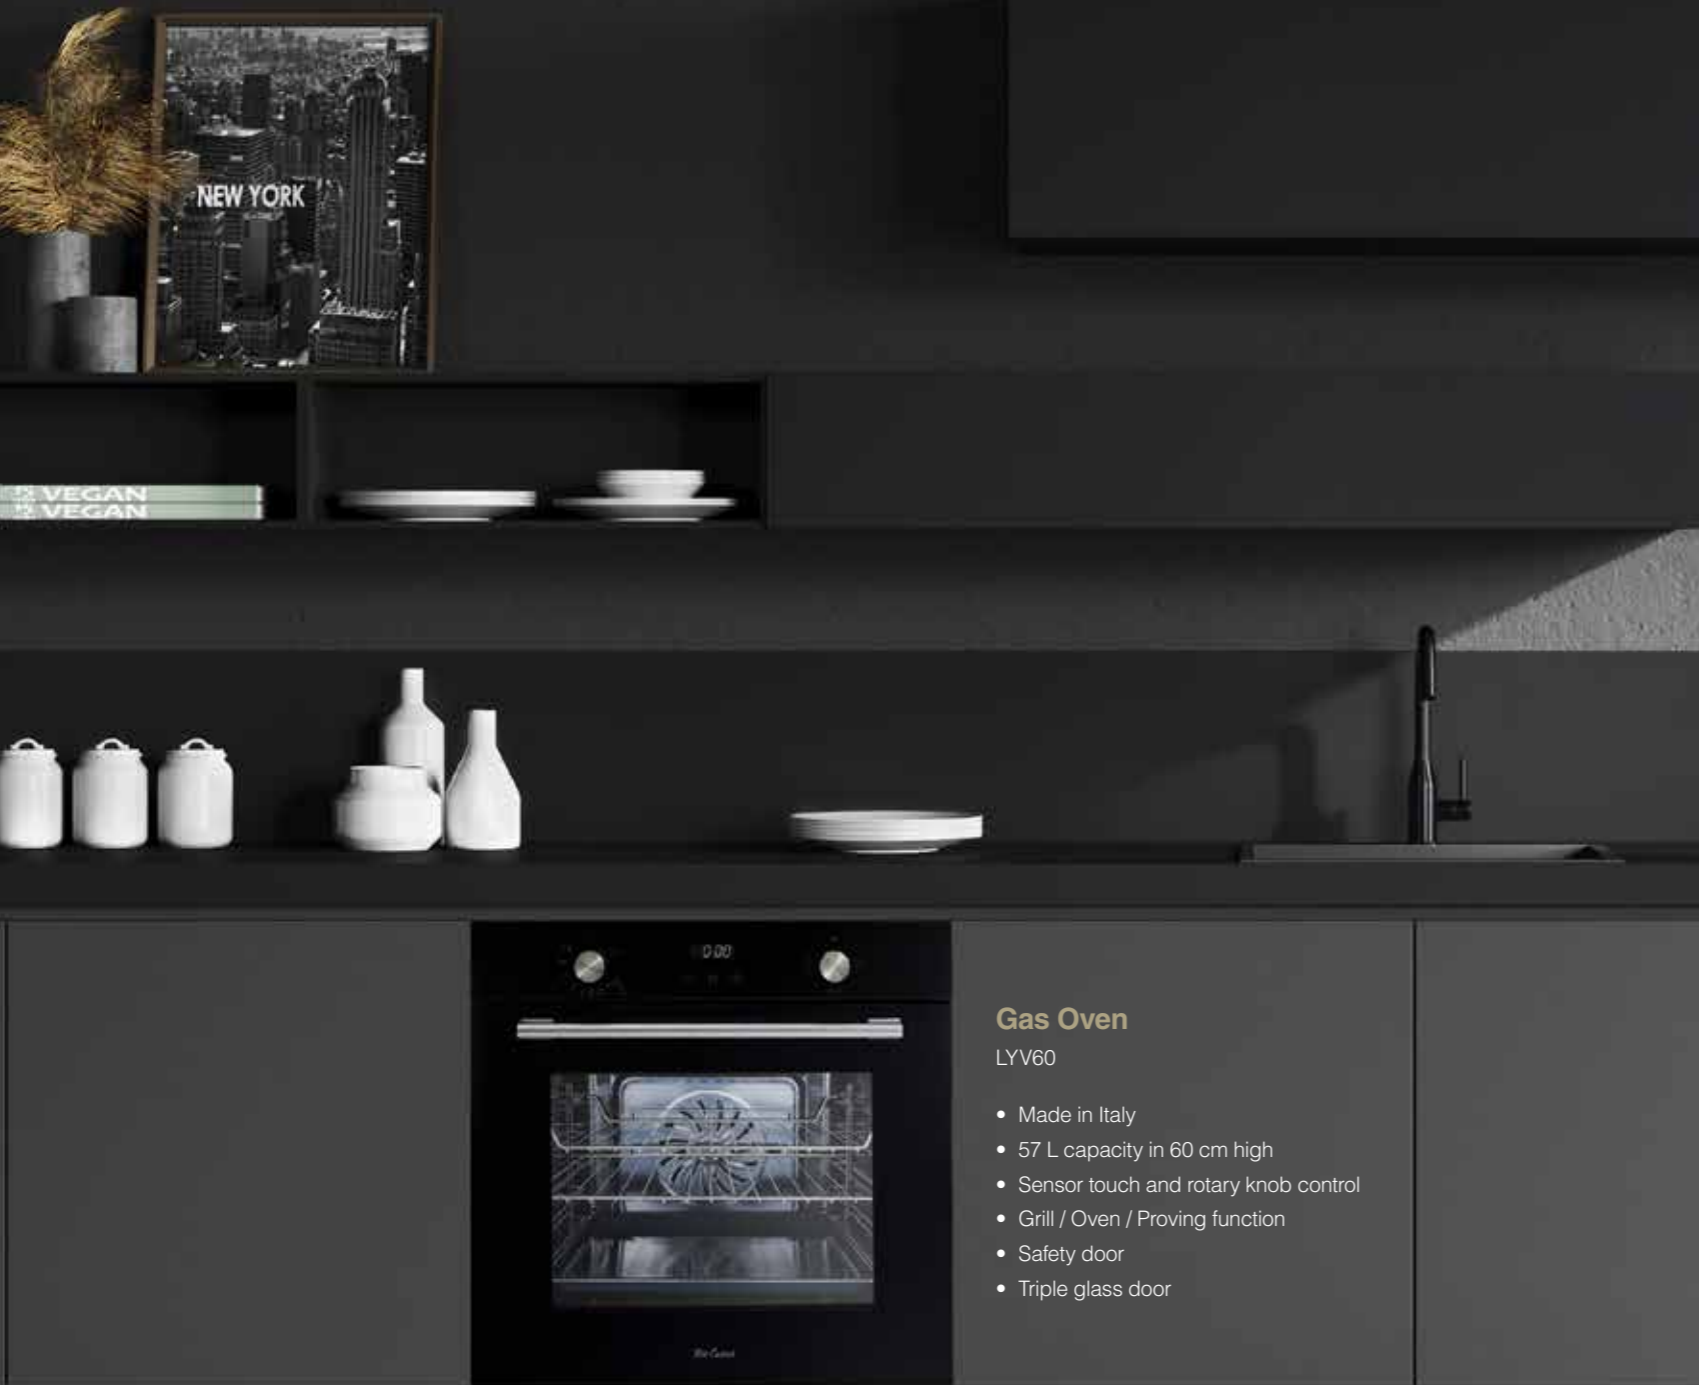 NEW YORK
VEGAN
VEGAN
0:00
Gas Oven
LYV60
• Made in Italy
• 57 L capacity in 60 cm high
• Sensor touch and rotary knob control
• Grill / Oven / Proving function
• Safety door
• Triple glass door